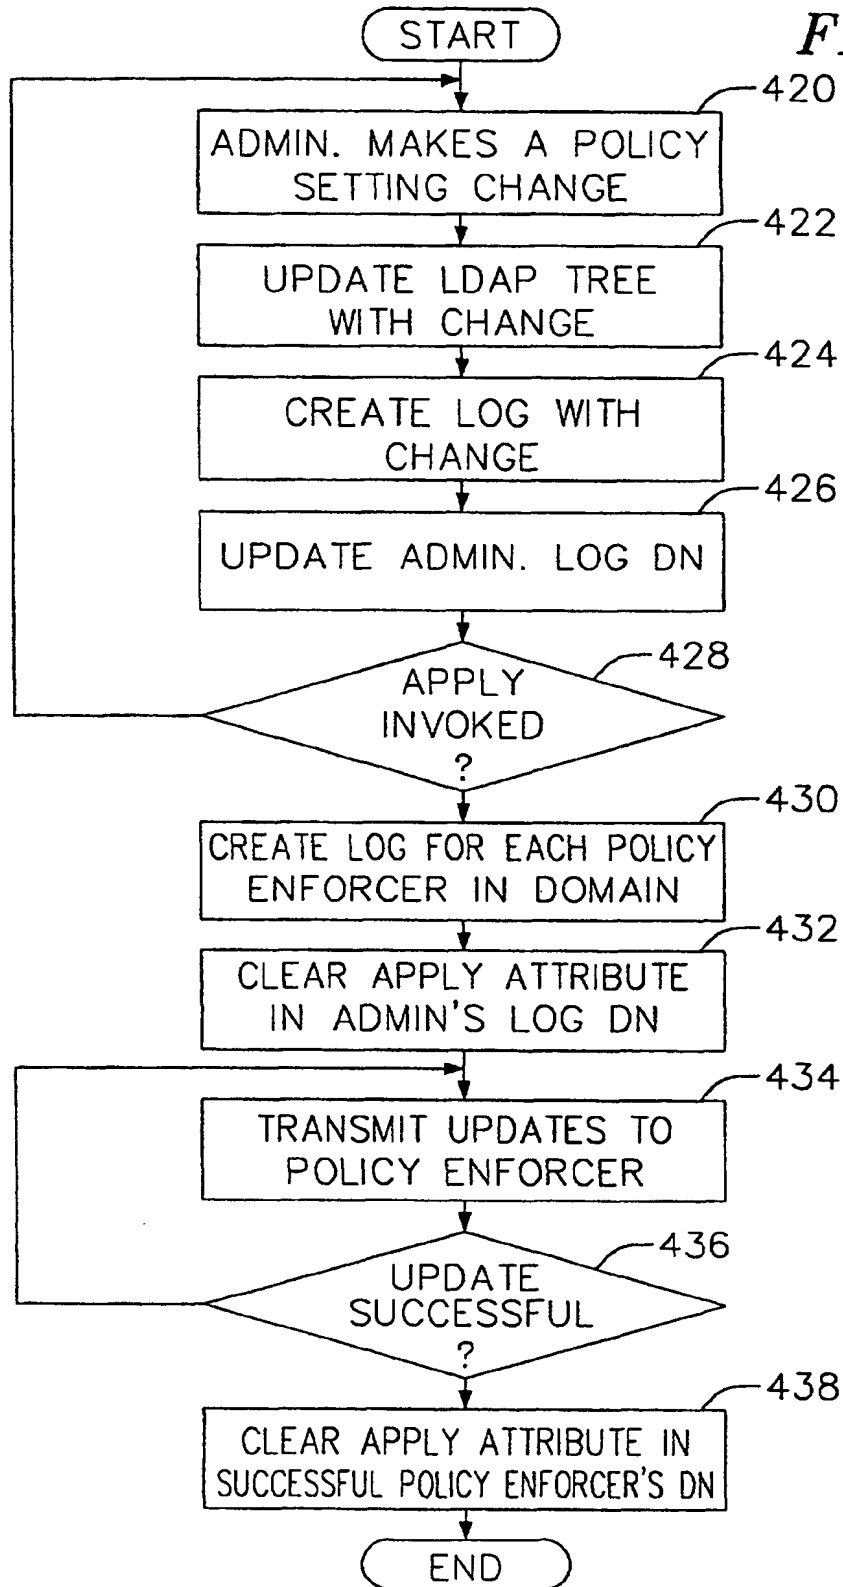 START
420
ADMIN. MAKES A POLICY
SETTING CHANGE
422
UPDATE LDAP TREE
WITH CHANGE
424
CREATE LOG WITH
CHANGE
426
UPDATE ADMIN. LOG DN
428
APPLY
INVOKED
?
430
CREATE LOG FOR EACH POLICY
ENFORCER IN DOMAIN
432
CLEAR APPLY ATTRIBUTE
IN ADMIN'S LOG DN
434
TRANSMIT UPDATES TO
POLICY ENFORCER
436
UPDATE
SUCCESSFUL
?
438
CLEAR APPLY ATTRIBUTE IN
SUCCESSFUL POLICY ENFORCER'S DN
END